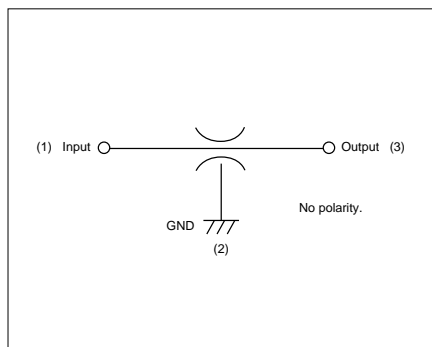 (1) Input Output (3)
No polarity.
GND
(2)